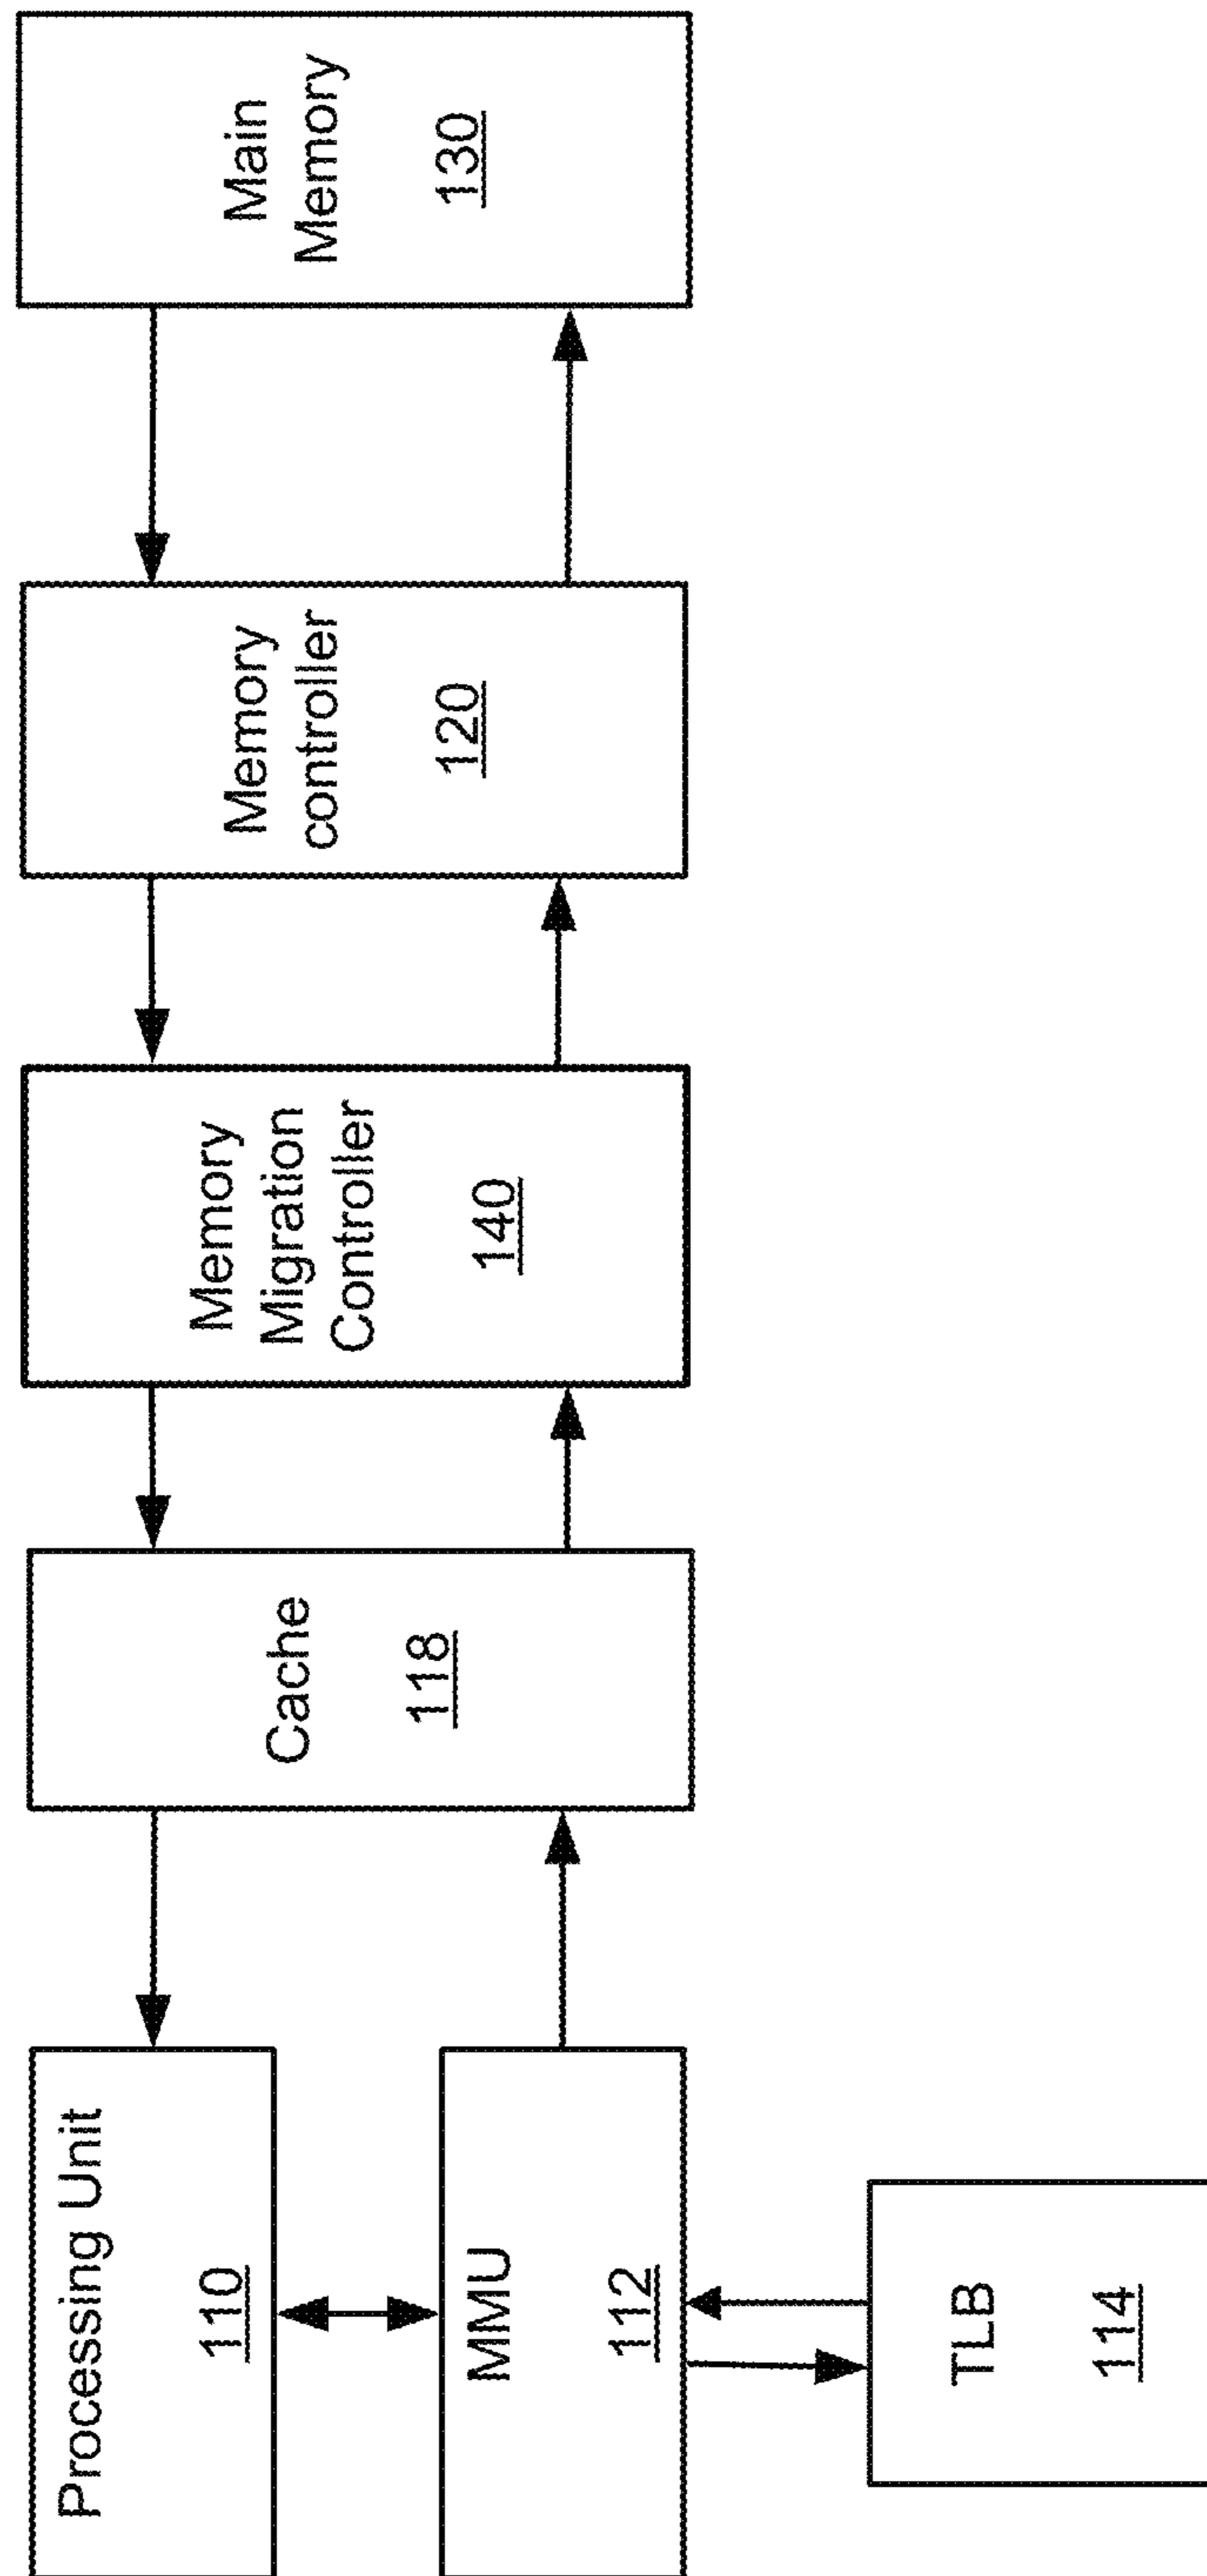 Processing Unit
110
MMU
112
TLB
114
Cache
118
Memory
Migration
Controller
140
Memory
controller
120
Main
Memory
130